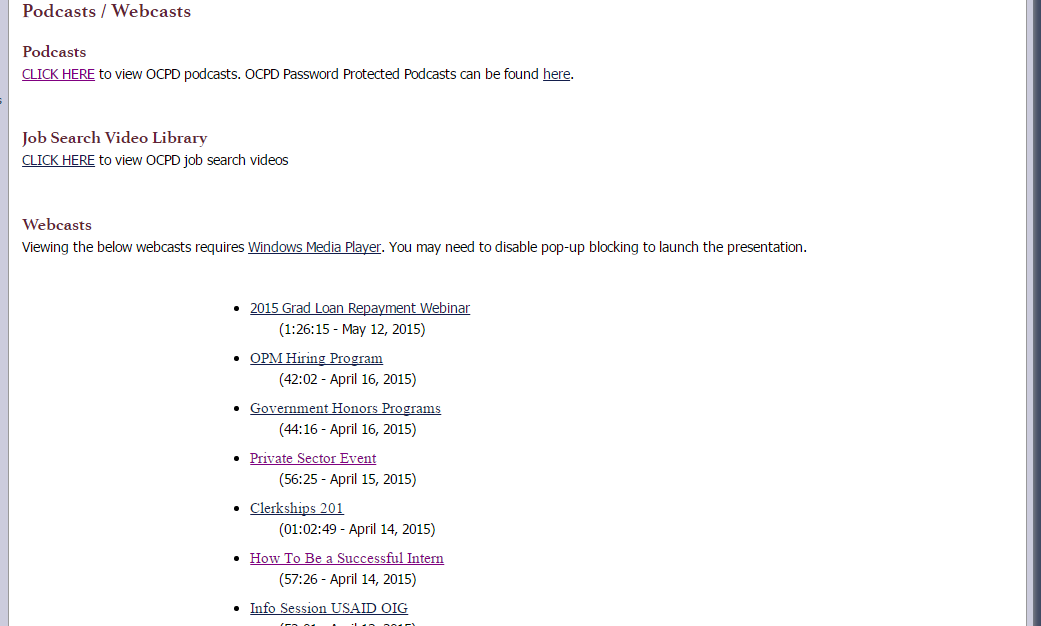 Podcasts / Webcasts
Podcasts
CLICK HERE to view OCPD podcasts. OCPD Password Protected Podcasts can be found here.
Job Search Video Library
CLICK HERE to view OCPD job search videos
Webcasts
Viewing the below webcasts requires Windows Media Player. You may need to disable pop-up blocking to launch the presentation.
• 2015 Grad Loan Repayment Webinar
(1:26:15 - May 12, 2015)
• OPM Hiring Program
(42:02 - April 16, 2015)
• Government Honors Programs
(44:16 - April 16, 2015)
• Private Sector Event
(56:25 - April 15, 2015)
• Clerkships 201
(01:02:49 - April 14, 2015)
• How To Be a Successful Intern
(57:26 - April 14, 2015)
• Info Session USAID OIG